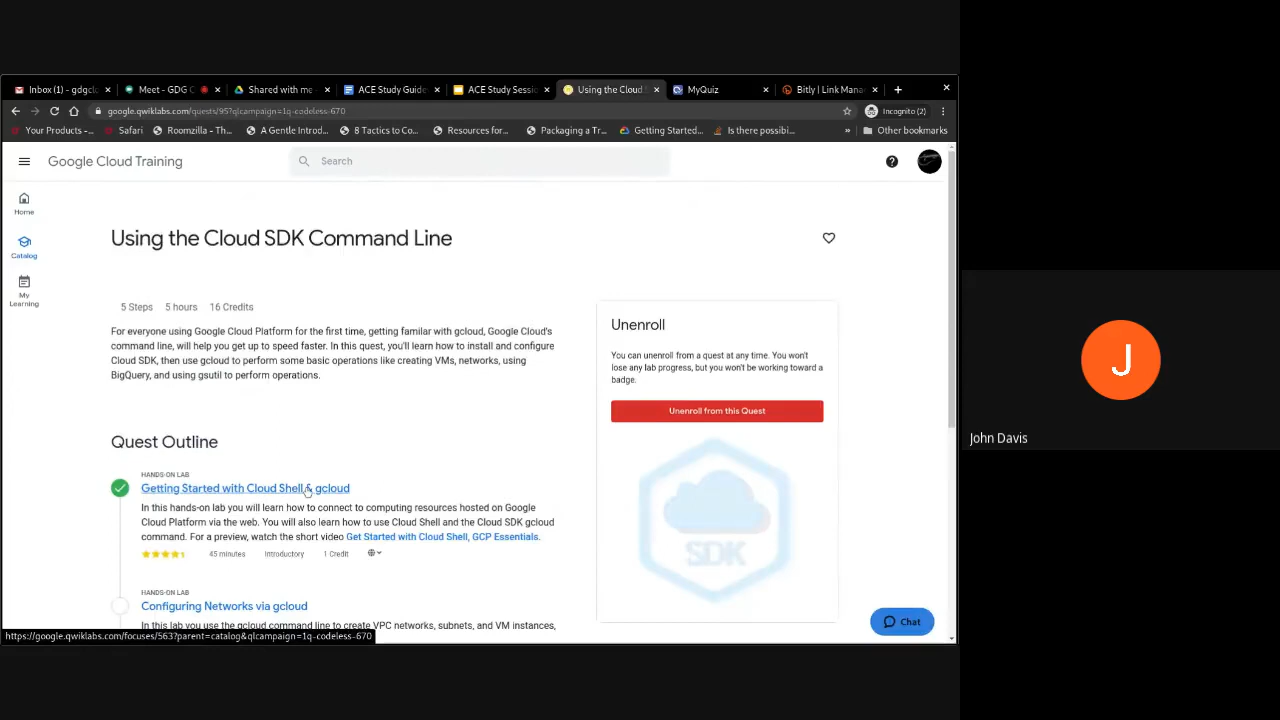 Inbox (1) - gdgcl
Meet - GDG C
Shared with me
ACE Study Guide
ACE Study Sessio
Using the Cloud
MyQuiz
Bitly | Link Mana
google.qwiklabs.com/quests/95?qlcampaign=1q-codeless-670
Incognito (2)
Your Products -...
Safari
Roomzilla - Th...
A Gentle Introd...
8 Tactics to Co...
Resources for...
Packaging a Tr...
Getting Started...
Is there possibi...
»
Other bookmarks
Google Cloud Training
Search
Home
Catalog
My
Learning
Using the Cloud SDK Command Line
5 Steps 5 hours 16 Credits
For everyone using Google Cloud Platform for the first time, getting familar with gcloud, Google Cloud's
command line, will help you get up to speed faster. In this quest, you'll learn how to install and configure
Cloud SDK, then use gcloud to perform some basic operations like creating VMs, networks, using
BigQuery, and using gsutil to perform operations.
Unenroll
You can unenroll from a quest at any time. You won't
lose any lab progress, but you won't be working toward a
badge.
Unenroll from this Quest
SDK
Quest Outline
HANDS-ON LAB
Getting Started with Cloud Shell & gcloud
In this hands-on lab you will learn how to connect to computing resources hosted on Google
Cloud Platform via the web. You will also learn how to use Cloud Shell and the Cloud SDK gcloud
command. For a preview, watch the short video Get Started with Cloud Shell, GCP Essentials.
45 minutes Introductory 1 Credit
HANDS-ON LAB
Configuring Networks via gcloud
In this lab you use the gcloud command line to create VPC networks, subnets, and VM instances,
Chat
https://google.qwiklabs.com/focuses/563?parent=catalog&qlcampaign=1q-codeless-670
J
John Davis